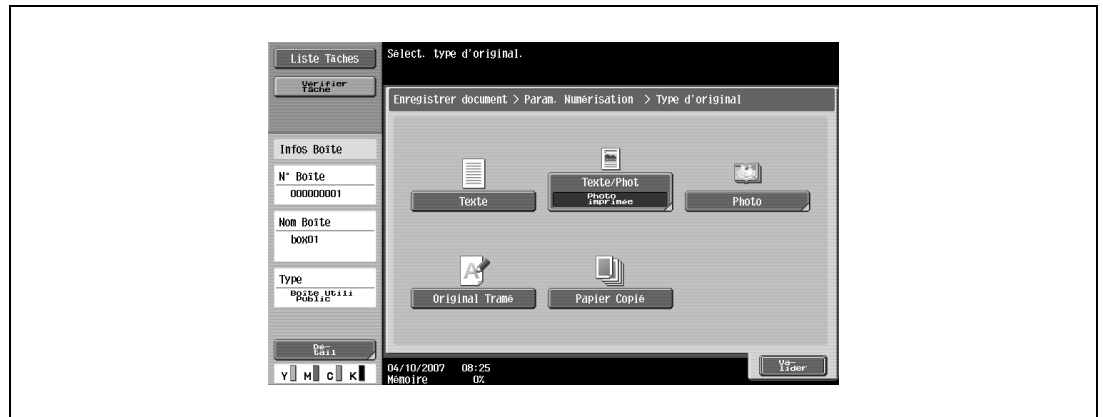 Liste Tâches
Vérifier
Tâche
Infos Boîte
N° Boîte
000000001
Nom Boîte
box01
Type
Boîte Utili
Public
Dé-
tail
Y M C K
Sélect. type d'original.
Enregistrer document > Param. Numérisation > Type d'original
Texte
Texte/Phot
Photo
imprimée
Photo
Original Tramé
Papier Copié
04/10/2007 08:25
Mémoire 0%
Va-
lider